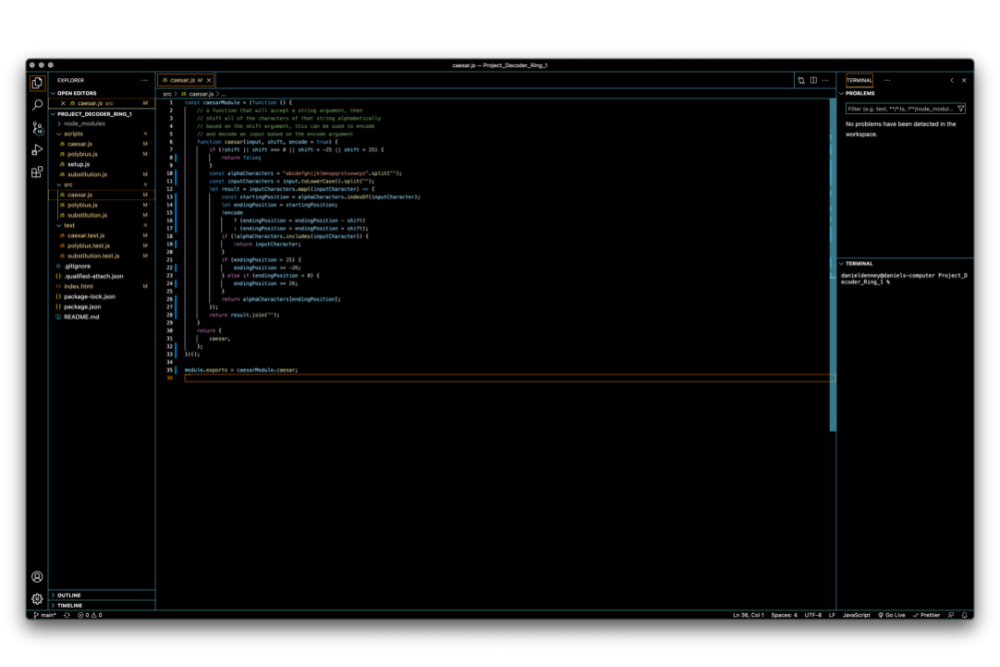 caesar.js — Project_Decoder_Ring_1
EXPLORER
OPEN EDITORS
JS caesar.js src M
PROJECT_DECODER_RING_1
node_modules
scripts
JS caesar.js M
JS polybius.js M
JS setup.js
JS substitution.js M
src
JS caesar.js M
JS polybius.js M
JS substitution.js M
test
JS caesar.test.js M
JS polybius.test.js M
JS substitution.test.js M
.gitignore
{} .qualified-attach.json
<> index.html M
{} package-lock.json
{} package.json
README.md
OUTLINE
TIMELINE
JS caesar.js M
src > JS caesar.js > ...
1 const caesarModule = (function () {
2 // a function that will accept a string argument, then
3 // shift all of the characters of that string alphabetically
4 // based on the shift argument, this can be used to encode
5 // and decode an input based on the encode argument
6 function caesar(input, shift, encode = true) {
7 if (!shift || shift === 0 || shift < -25 || shift > 25) {
8 return false;
9 }
10 const alphaCharacters = "abcdefghijklmnopqrstuvwxyz".split("");
11 const inputCharacters = input.toLowerCase().split("");
12 let result = inputCharacters.map((inputCharacter) => {
13 const startingPosition = alphaCharacters.indexOf(inputCharacter);
14 let endingPosition = startingPosition;
15 !encode
16 ? (endingPosition = endingPosition - shift)
17 : (endingPosition = endingPosition + shift);
18 if (!alphaCharacters.includes(inputCharacter)) {
19 return inputCharacter;
20 }
21 if (endingPosition > 25) {
22 endingPosition -= 26;
23 } else if (endingPosition < 0) {
24 endingPosition += 26;
25 }
26 return alphaCharacters[endingPosition];
27 });
28 return result.join("");
29 }
30 return {
31 caesar,
32 };
33 })();
34
35 module.exports = caesarModule.caesar;
36
TERMINAL
PROBLEMS
Filter (e.g. text, **/*.ts, !**/node_modul...
No problems have been detected in the
workspace.
TERMINAL
danieldenney@daniels-computer Project_D
ecoder_Ring_1 %
main* 0 0 Ln 36, Col 1 Spaces: 4 UTF-8 LF JavaScript Go Live Prettier